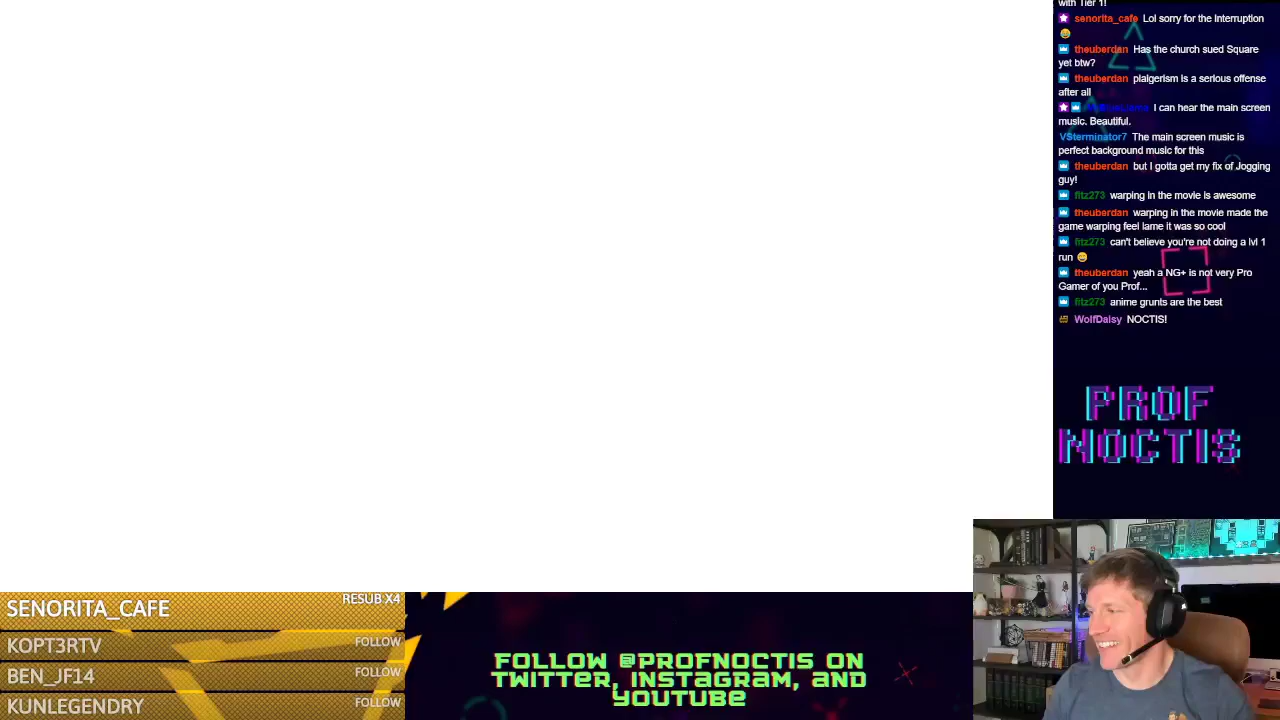 with Tier 1!
senorita_cafe Lol sorry for the Interruption
theuberdan Has the church sued Square
yet btw?
theuberdan plaigerism is a serious offense
after all
I can hear the main screen
music. Beautiful.
VSterminator7 The main screen music is
perfect background music for this
theuberdan but I gotta get my fix of Jogging
guy!
fitz273 warping in the movie is awesome
theuberdan warping in the movie made the
game warping feel lame it was so cool
fitz273 can't believe you're not doing a lvl 1
run
theuberdan yeah a NG+ is not very Pro
Gamer of you Prof...
fitz273 anime grunts are the best
WolfDaisy NOCTIS!
PROF
NOCTIS
SENORITA_CAFE RESUB X4
KOPT3RTV FOLLOW
BEN_JF14 FOLLOW
KUNLEGENDRY FOLLOW
FOLLOW @PROFNOCTIS ON
TWITTER, INSTAGRAM, AND
YOUTUBE